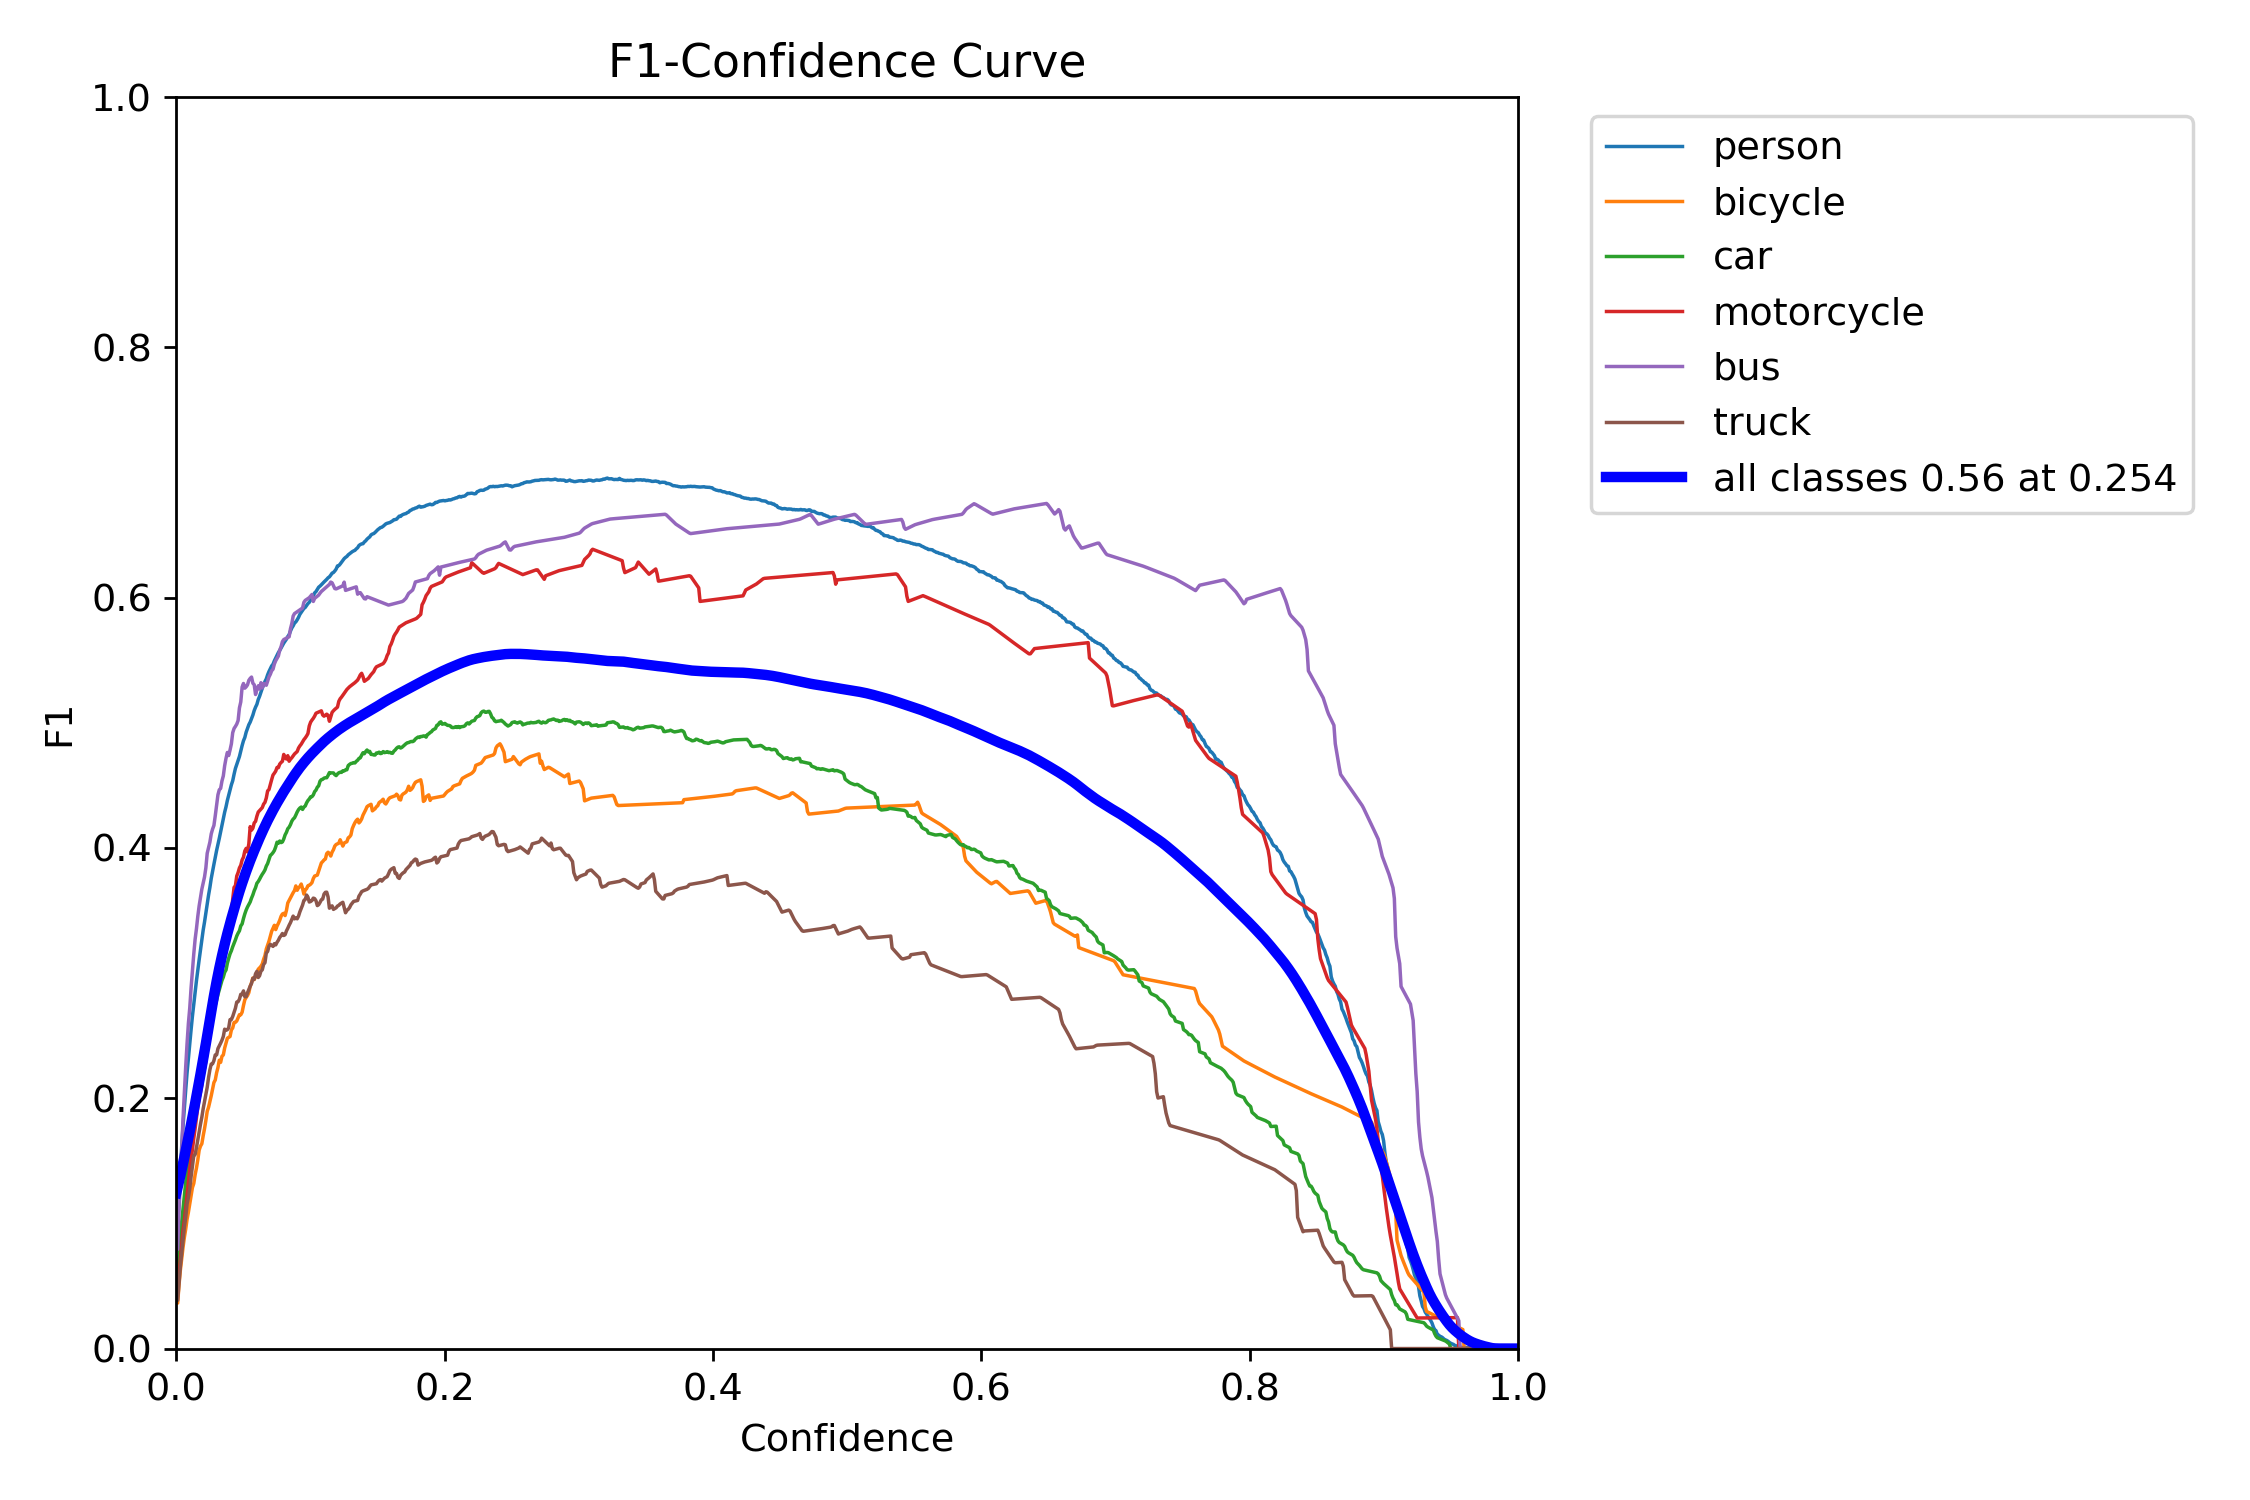 F1-Confidence Curve
1.0
0.8
0.6
0.4
0.2
0.0
F1
0.0 0.2 0.4 0.6 0.8 1.0
Confidence
person
bicycle
car
motorcycle
bus
truck
all classes 0.56 at 0.254